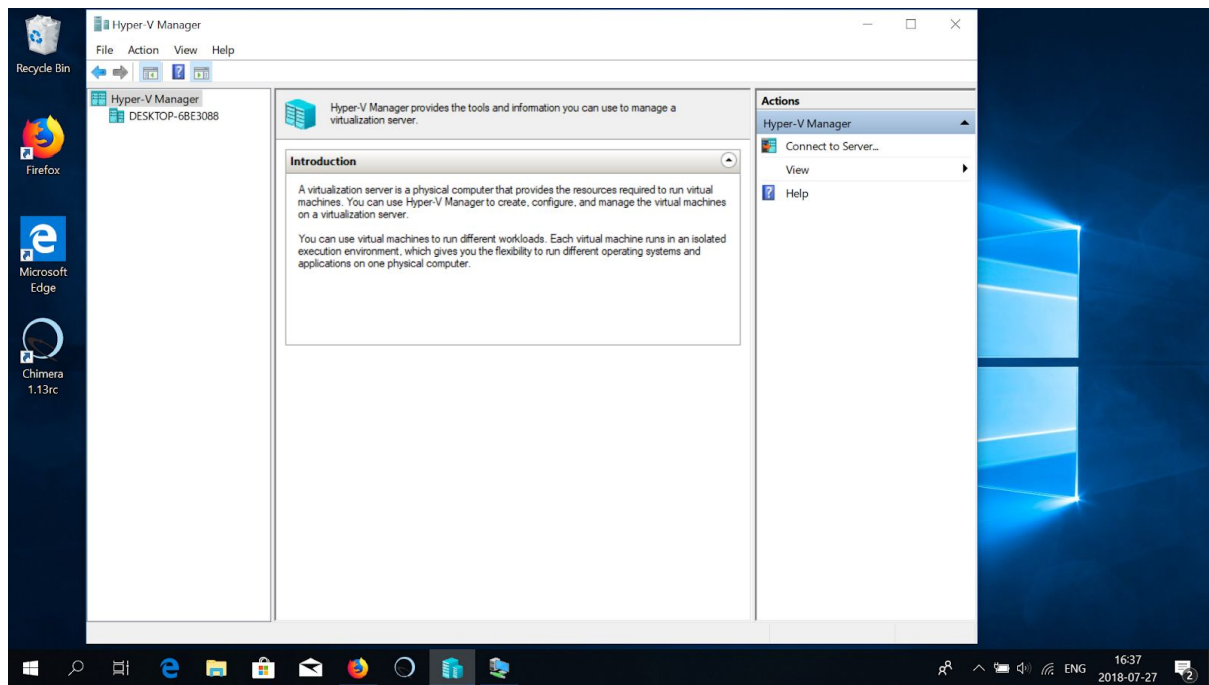 Recycle Bin
Firefox
Microsoft
Edge
Chimera
1.13rc
Hyper-V Manager
File Action View Help
Hyper-V Manager
DESKTOP-6BE3088
Hyper-V Manager provides the tools and information you can use to manage a
virtualization server.
Introduction
A virtualization server is a physical computer that provides the resources required to run virtual
machines. You can use Hyper-V Manager to create, configure, and manage the virtual machines
on a virtualization server.
You can use virtual machines to run different workloads. Each virtual machine runs in an isolated
execution environment, which gives you the flexibility to run different operating systems and
applications on one physical computer.
Actions
Hyper-V Manager
Connect to Server...
View
Help
ENG
16:37
2018-07-27
2